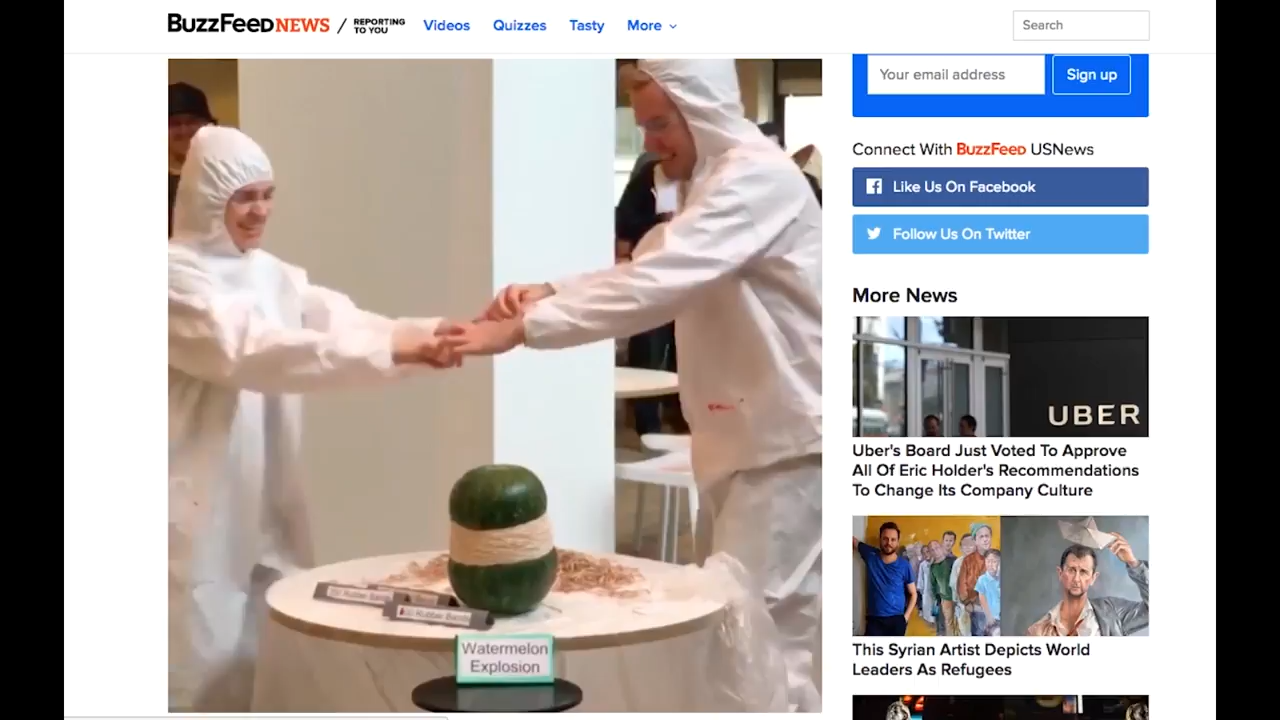 BuzzFeed NEWS / REPORTING TO YOU
Videos
Quizzes
Tasty
More
Search
Your email address
Sign up
Connect With BuzzFeed USNews
Like Us On Facebook
Follow Us On Twitter
More News
UBER
Uber's Board Just Voted To Approve
All Of Eric Holder's Recommendations
To Change Its Company Culture
This Syrian Artist Depicts World
Leaders As Refugees
Rubber Bands
Watermelon
Explosion